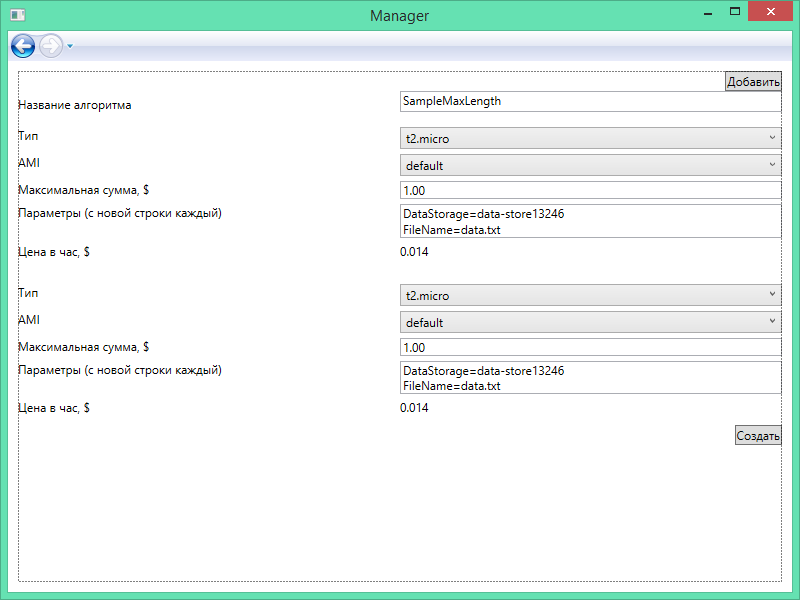 Manager
Добавить
Название алгоритма SampleMaxLength
Тип t2.micro
AMI default
Максимальная сумма, $ 1.00
Параметры (с новой строки каждый) DataStorage=data-store13246
FileName=data.txt
Цена в час, $ 0.014
Тип t2.micro
AMI default
Максимальная сумма, $ 1.00
Параметры (с новой строки каждый) DataStorage=data-store13246
FileName=data.txt
Цена в час, $ 0.014
Создать